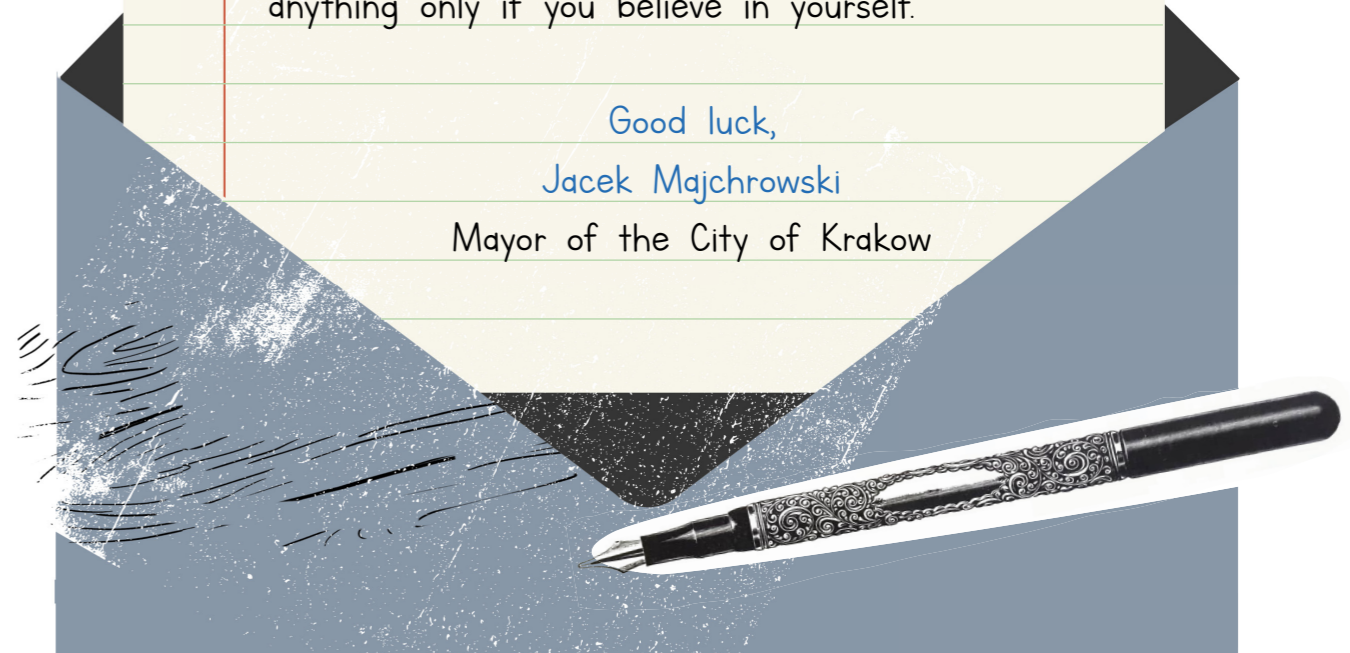 anything only if you believe in yourself.
Good luck,
Jacek Majchrowski
Mayor of the City of Krakow